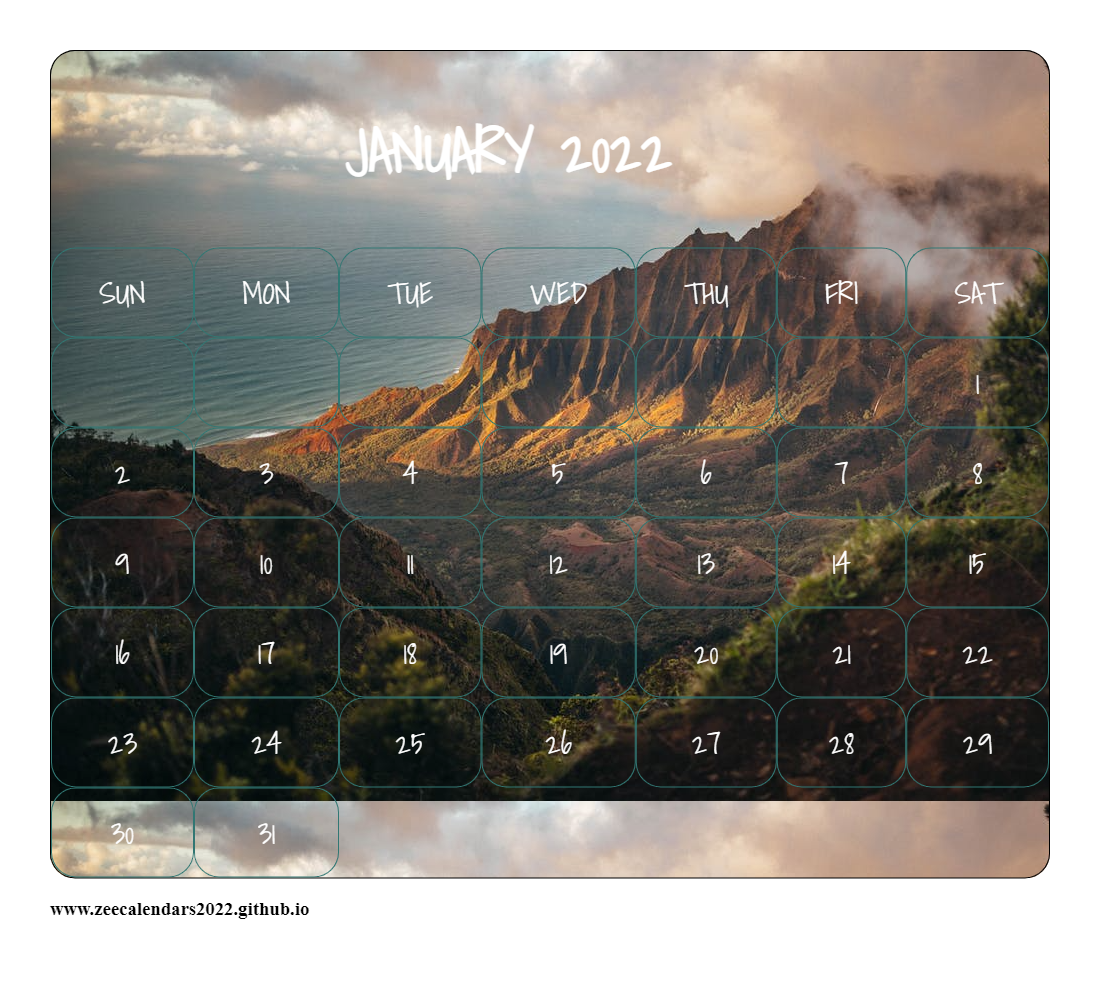 JANUARY 2022
SUN MON TUE WED THU FRI SAT
1
2 3 4 5 6 7 8
9 10 11 12 13 14 15
16 17 18 19 20 21 22
23 24 25 26 27 28 29
30 31
www.zeecalendars2022.github.io